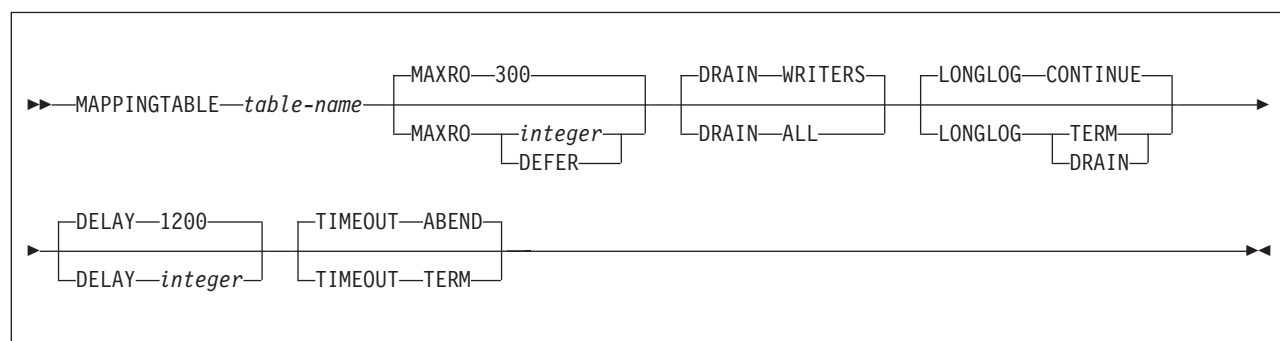 MAXRO 300 DRAIN WRITERS LONGLOG CONTINUE
MAPPINGTABLE table-name
MAXRO integer DRAIN ALL LONGLOG TERM
DEFER DRAIN
DELAY 1200 TIMEOUT ABEND
DELAY integer TIMEOUT TERM